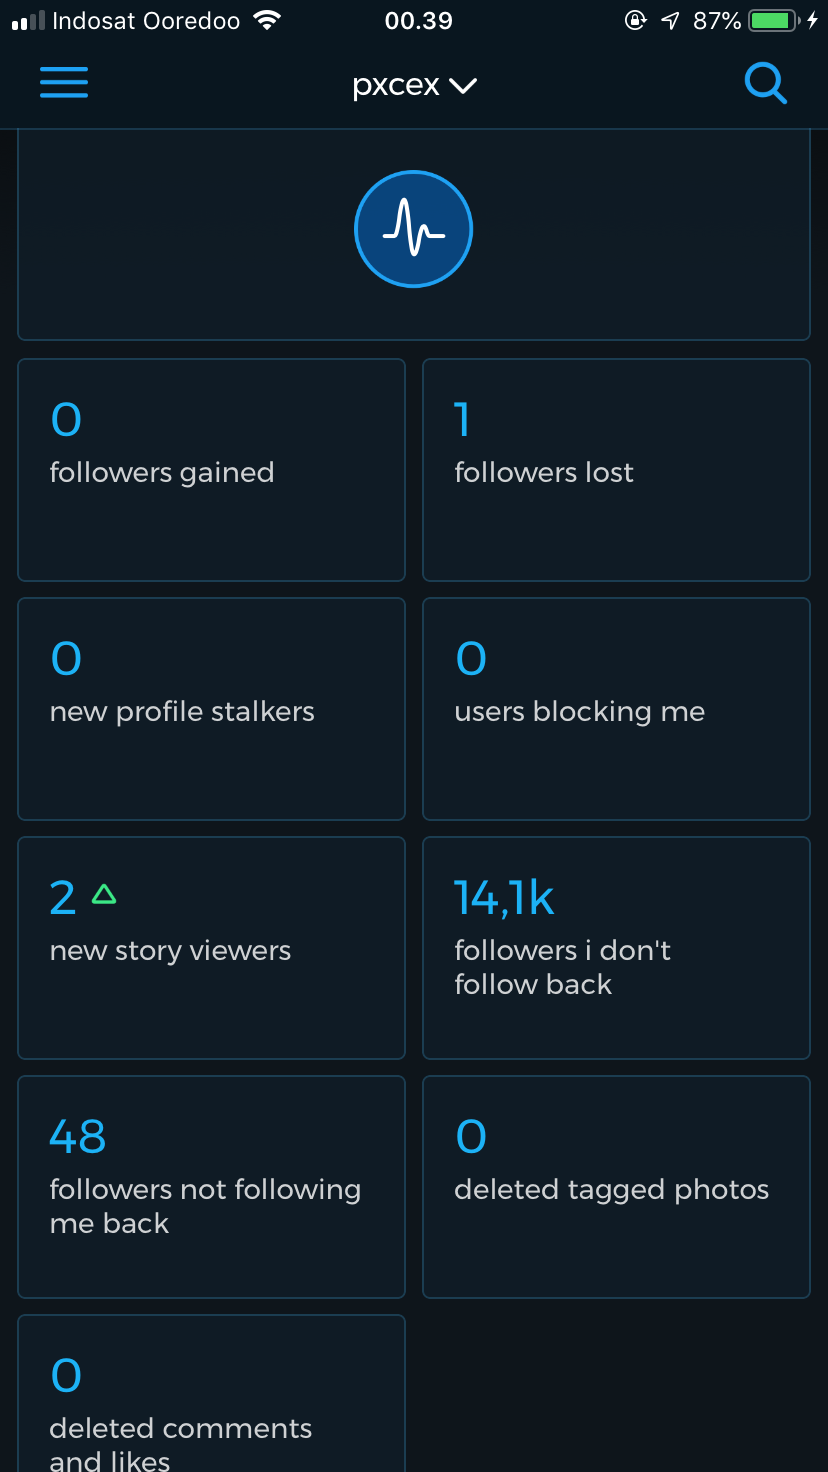 Indosat Ooredoo 00.39 87%
pxcex
0
followers gained
1
followers lost
0
new profile stalkers
0
users blocking me
2
new story viewers
14,1k
followers i don't
follow back
48
followers not following
me back
0
deleted tagged photos
0
deleted comments
and likes